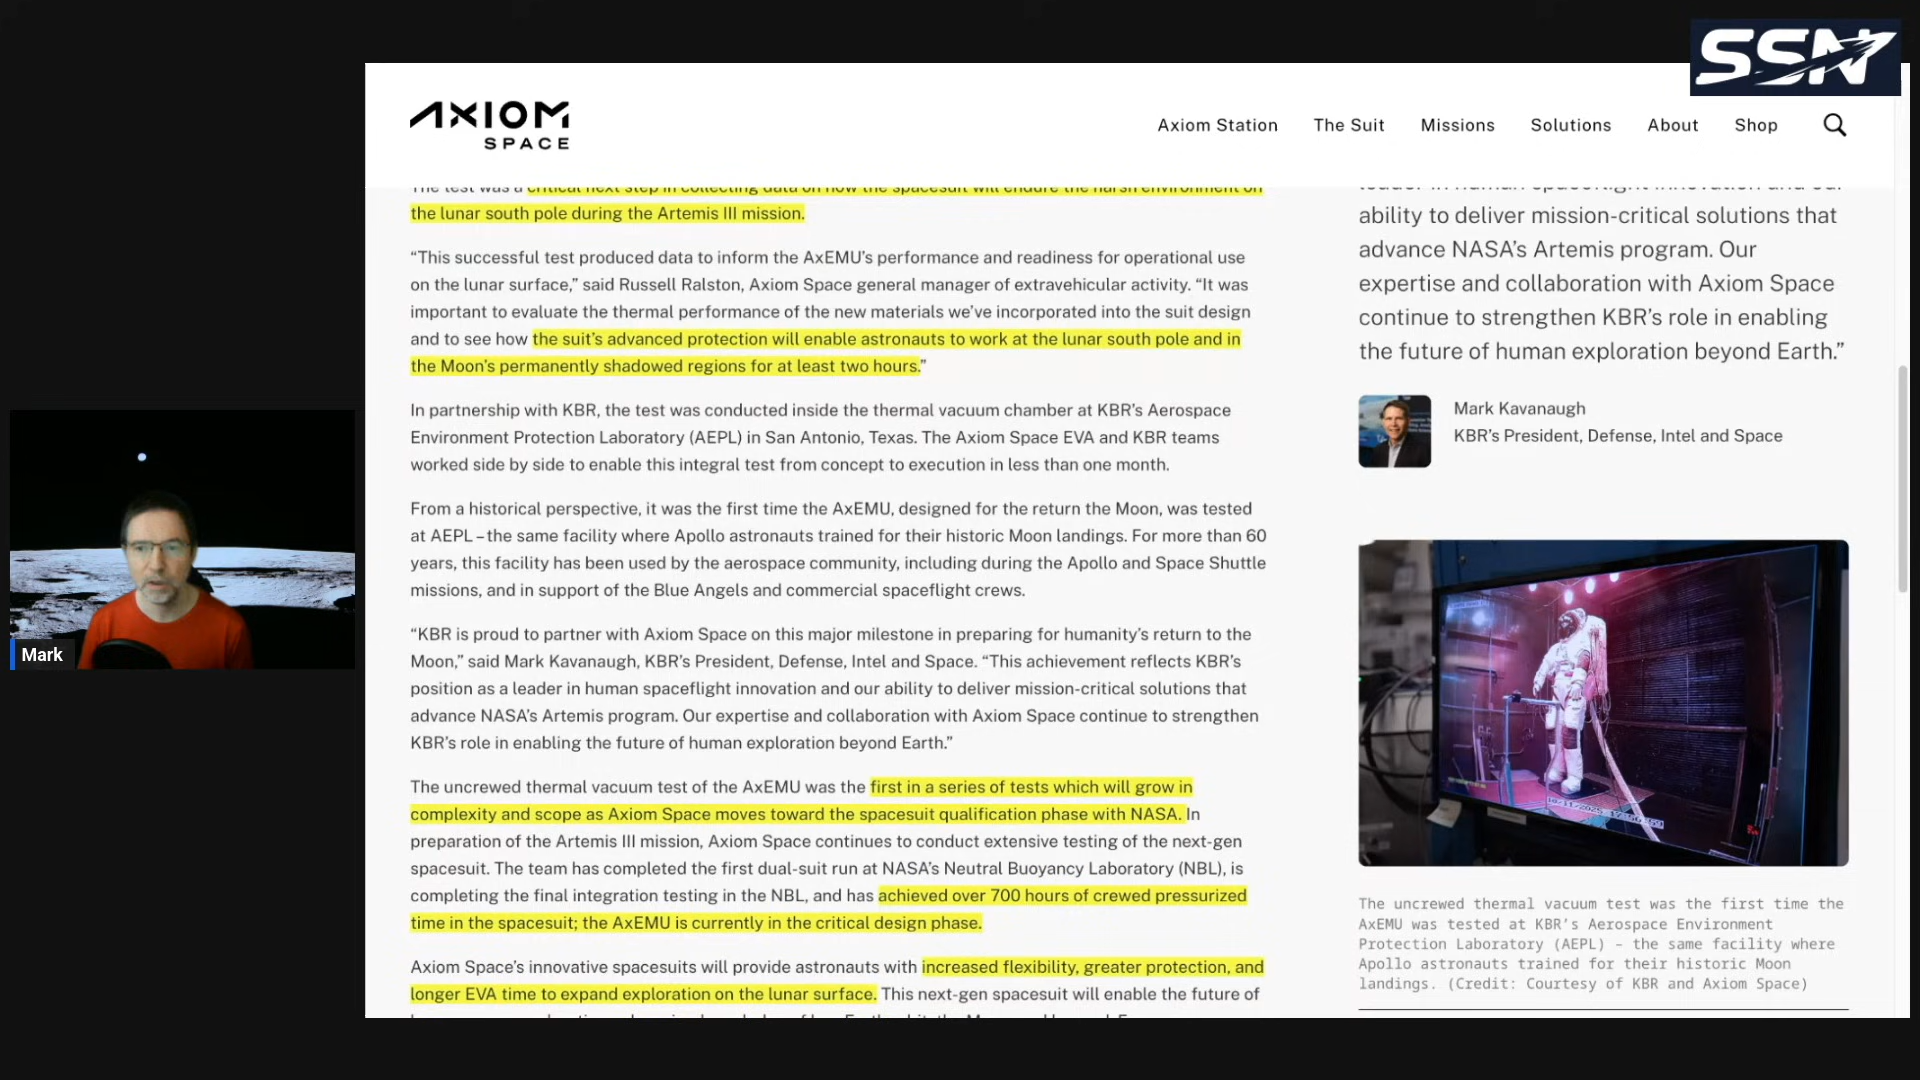 SSN
AXIOM
SPACE
Axiom Station
The Suit
Missions
Solutions
About
Shop
The test was a critical next step in collecting data on how the spacesuit will endure the harsh environment on
the lunar south pole during the Artemis III mission.
“This successful test produced data to inform the AxEMU’s performance and readiness for operational use
on the lunar surface,” said Russell Ralston, Axiom Space general manager of extravehicular activity. “It was
important to evaluate the thermal performance of the new materials we’ve incorporated into the suit design
and to see how the suit’s advanced protection will enable astronauts to work at the lunar south pole and in
the Moon’s permanently shadowed regions for at least two hours.”
In partnership with KBR, the test was conducted inside the thermal vacuum chamber at KBR’s Aerospace
Environment Protection Laboratory (AEPL) in San Antonio, Texas. The Axiom Space EVA and KBR teams
worked side by side to enable this integral test from concept to execution in less than one month.
From a historical perspective, it was the first time the AxEMU, designed for the return the Moon, was tested
at AEPL – the same facility where Apollo astronauts trained for their historic Moon landings. For more than 60
years, this facility has been used by the aerospace community, including during the Apollo and Space Shuttle
missions, and in support of the Blue Angels and commercial spaceflight crews.
“KBR is proud to partner with Axiom Space on this major milestone in preparing for humanity’s return to the
Moon,” said Mark Kavanaugh, KBR’s President, Defense, Intel and Space. “This achievement reflects KBR’s
position as a leader in human spaceflight innovation and our ability to deliver mission-critical solutions that
advance NASA’s Artemis program. Our expertise and collaboration with Axiom Space continue to strengthen
KBR’s role in enabling the future of human exploration beyond Earth.”
The uncrewed thermal vacuum test of the AxEMU was the first in a series of tests which will grow in
complexity and scope as Axiom Space moves toward the spacesuit qualification phase with NASA. In
preparation of the Artemis III mission, Axiom Space continues to conduct extensive testing of the next-gen
spacesuit. The team has completed the first dual-suit run at NASA’s Neutral Buoyancy Laboratory (NBL), is
completing the final integration testing in the NBL, and has achieved over 700 hours of crewed pressurized
time in the spacesuit; the AxEMU is currently in the critical design phase.
Axiom Space’s innovative spacesuits will provide astronauts with increased flexibility, greater protection, and
longer EVA time to expand exploration on the lunar surface. This next-gen spacesuit will enable the future of
leader in human spaceflight innovation and our
ability to deliver mission-critical solutions that
advance NASA’s Artemis program. Our
expertise and collaboration with Axiom Space
continue to strengthen KBR’s role in enabling
the future of human exploration beyond Earth.”
Mark Kavanaugh
KBR’s President, Defense, Intel and Space
The uncrewed thermal vacuum test was the first time the
AxEMU was tested at KBR’s Aerospace Environment
Protection Laboratory (AEPL) – the same facility where
Apollo astronauts trained for their historic Moon
landings. (Credit: Courtesy of KBR and Axiom Space)
Mark